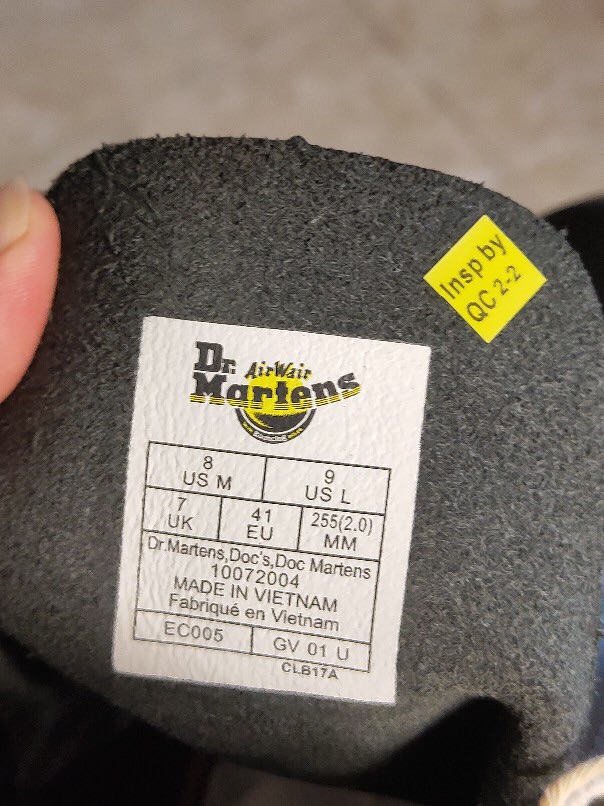 Insp by
QC 2-2
Dr. AirWair
Martens
8
US M
9
US L
7
UK
41
EU
255(2.0)
MM
Dr.Martens,Doc's,Doc Martens
10072004
MADE IN VIETNAM
Fabriqué en Vietnam
EC005
GV 01 U
CLB17A